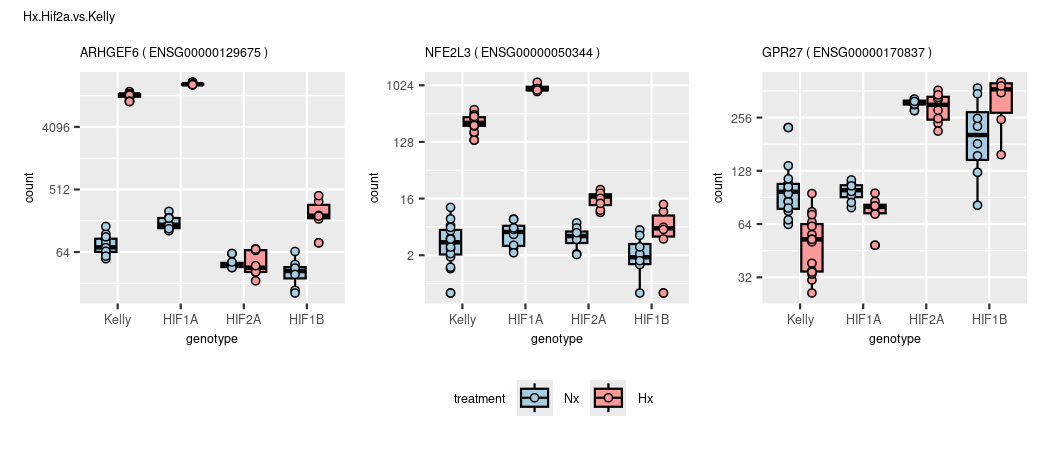 Hx.Hif2a.vs.Kelly
ARHGEF6 ( ENSG00000129675 )
4096
512
64
count
Kelly HIF1A HIF2A HIF1B
genotype
NFE2L3 ( ENSG00000050344 )
1024
128
16
2
count
Kelly HIF1A HIF2A HIF1B
genotype
GPR27 ( ENSG00000170837 )
256
128
64
32
count
Kelly HIF1A HIF2A HIF1B
genotype
treatment Nx Hx